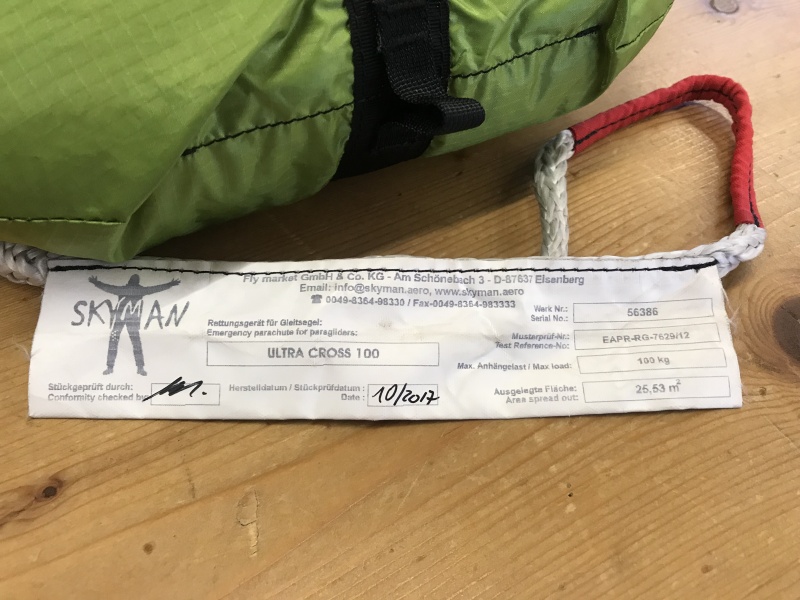 SKYMAN
Fly market GmbH & Co. KG - Am Schönebach 3 - D-87637 Eisenberg
Email: info@skyman.aero, www.skyman.aero
☎ 0049-8364-98330 / Fax-0049-8364-983333
Rettungsgerät für Gleitsegel:
Emergency parachute for paragliders:
ULTRA CROSS 100
Stückgeprüft durch:
Conformity checked by:
Herstelldatum / Stückprüfdatum :
Date :
10/2017
Werk Nr.:
Serial No.:
56386
Musterprüf-Nr.:
Test Reference-No:
EAPR-RG-7629/12
Max. Anhängelast / Max load:
100 kg
Ausgelegte Fläche:
Area spread out:
25,53 m²